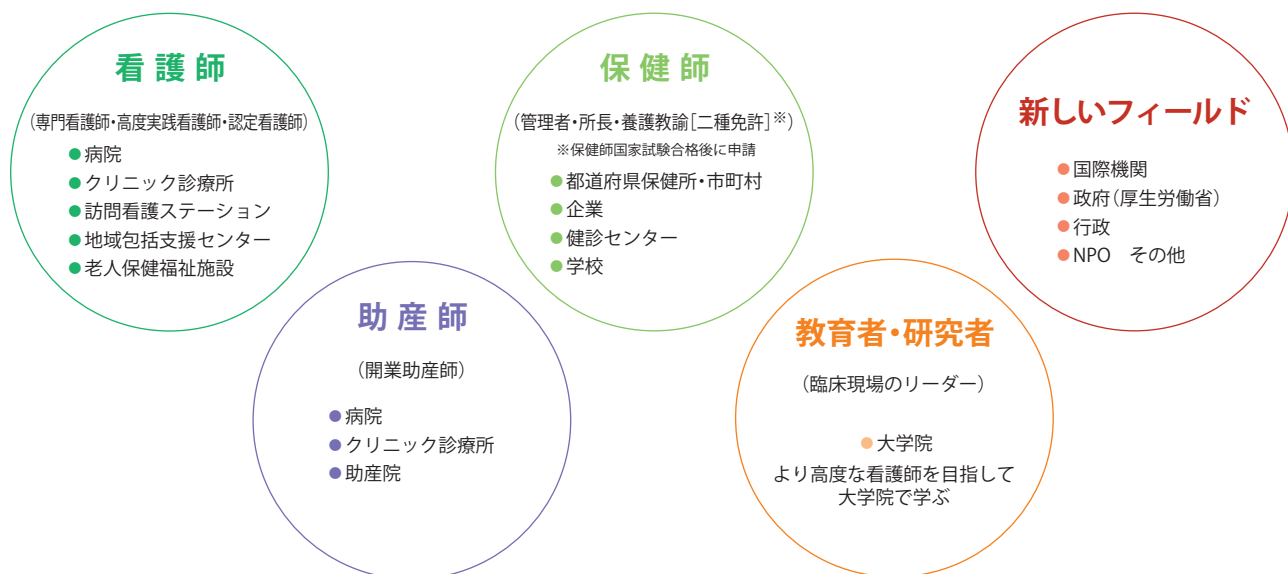 看護師
(専門看護師・高度実践看護師・認定看護師)
●病院
●クリニック診療所
●訪問看護ステーション
●地域包括支援センター
●老人保健福祉施設
助産師
(開業助産師)
●病院
●クリニック診療所
●助産院
保健師
(管理者・所長・養護教諭[二種免許]※)
※保健師国家試験合格後に申請
●都道府県保健所・市町村
●企業
●健診センター
●学校
教育者・研究者
(臨床現場のリーダー)
●大学院
より高度な看護師を目指して
大学院で学ぶ
新しいフィールド
●国際機関
●政府(厚生労働省)
●行政
●NPO その他